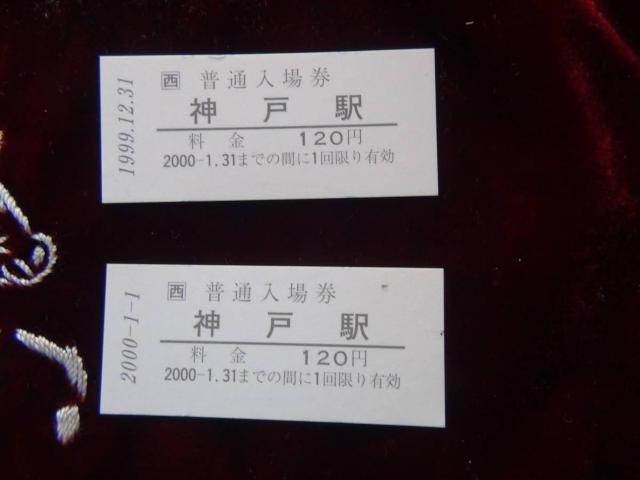 1999.12.31
西 普通入場券
神戸駅
料金 120円
2000-1.31までの間に1回限り有効
2000-1-1
西 普通入場券
神戸駅
料金 120円
2000-1.31までの間に1回限り有効